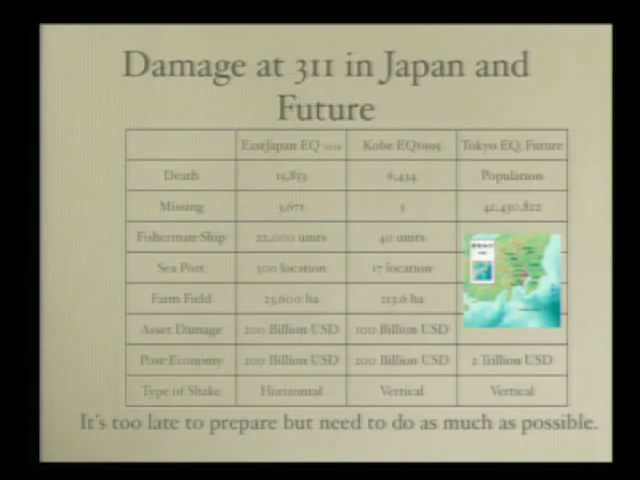 Damage at 311 in Japan and
Future
EastJapan EQ 2011 Kobe EQ1995 Tokyo EQ, Future
Death 15,853 6,434 Population
Missing 42,430,822
Fisherman Ship 22,000 units 40 units
Sea Port 300 location 17 location
Farm Field 23,600 ha 213.6 ha
Asset Damage 200 Billion USD 100 Billion USD
Post Economy 200 Billion USD 200 Billion USD 2 Trillion USD
Type of Shake Horizontal Vertical Vertical
It's too late to prepare but need to do as much as possible.